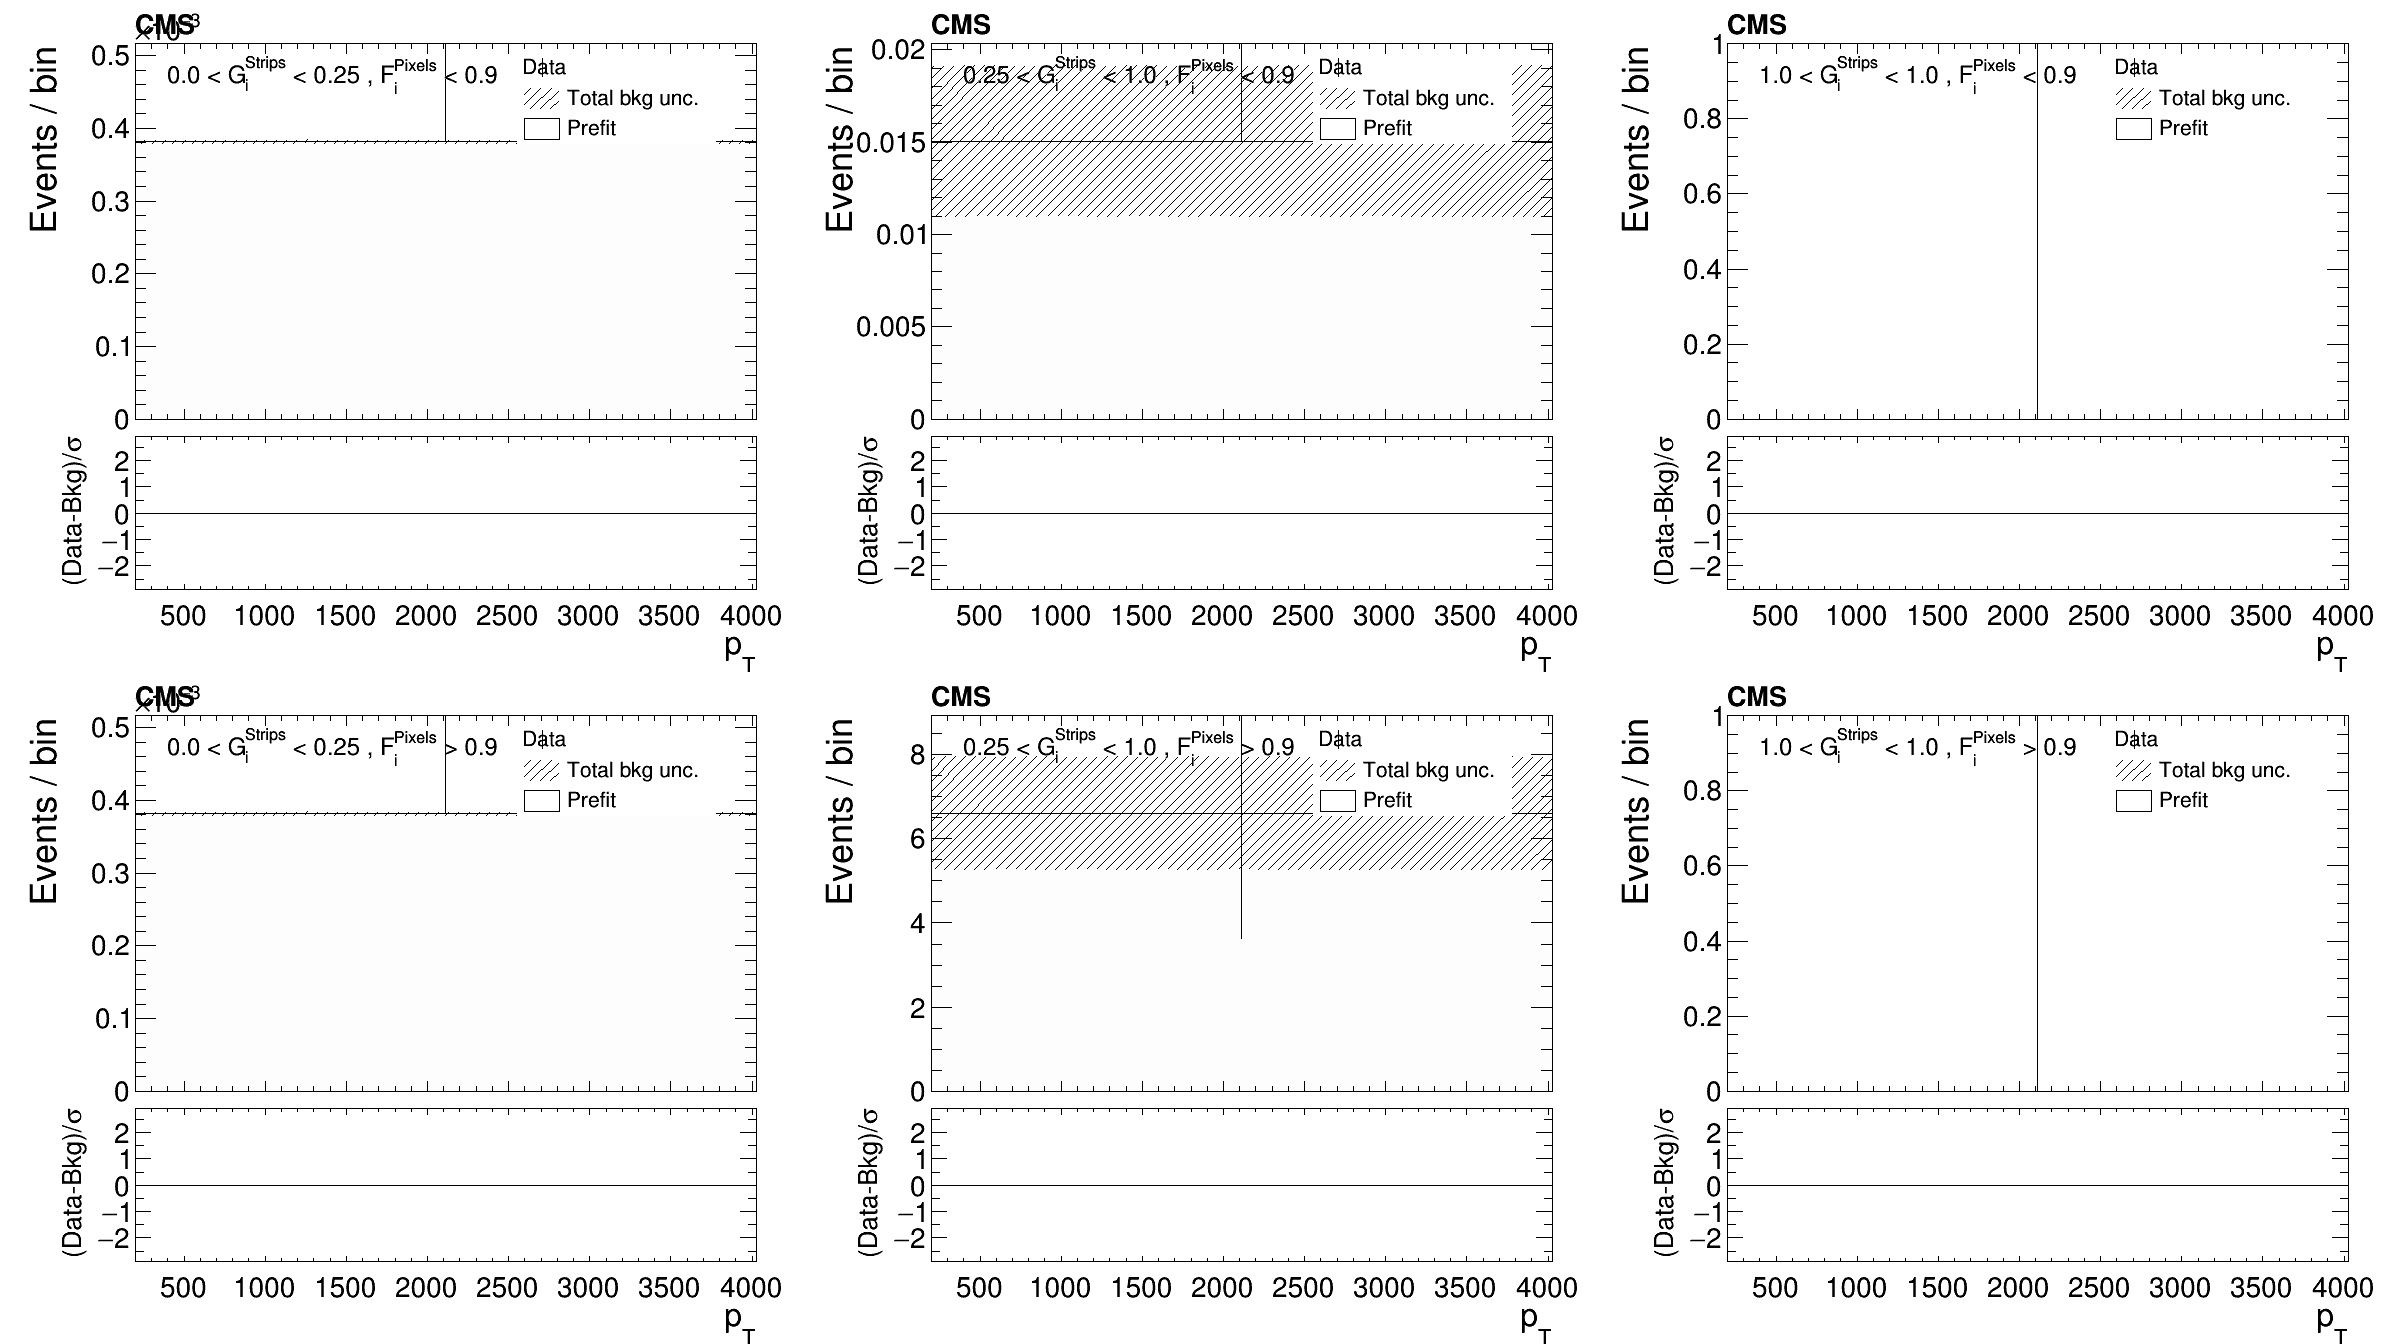 CMS
×10⁻³
Events / bin
0.0 < G_i^Strips < 0.25 , F_i^Pixels < 0.9
Data
Total bkg unc.
Prefit
0.5
0.4
0.3
0.2
0.1
0
(Data-Bkg)/σ
2
1
0
−1
−2
500 1000 1500 2000 2500 3000 3500 4000
p_T
CMS
Events / bin
0.25 < G_i^Strips < 1.0 , F_i^Pixels < 0.9
Data
Total bkg unc.
Prefit
0.02
0.015
0.01
0.005
0
(Data-Bkg)/σ
2
1
0
−1
−2
500 1000 1500 2000 2500 3000 3500 4000
p_T
CMS
Events / bin
1.0 < G_i^Strips < 1.0 , F_i^Pixels < 0.9
Data
Total bkg unc.
Prefit
1
0.8
0.6
0.4
0.2
0
(Data-Bkg)/σ
2
1
0
−1
−2
500 1000 1500 2000 2500 3000 3500 4000
p_T
CMS
×10⁻³
Events / bin
0.0 < G_i^Strips < 0.25 , F_i^Pixels > 0.9
Data
Total bkg unc.
Prefit
0.5
0.4
0.3
0.2
0.1
0
(Data-Bkg)/σ
2
1
0
−1
−2
500 1000 1500 2000 2500 3000 3500 4000
p_T
CMS
Events / bin
0.25 < G_i^Strips < 1.0 , F_i^Pixels > 0.9
Data
Total bkg unc.
Prefit
8
6
4
2
0
(Data-Bkg)/σ
2
1
0
−1
−2
500 1000 1500 2000 2500 3000 3500 4000
p_T
CMS
Events / bin
1.0 < G_i^Strips < 1.0 , F_i^Pixels > 0.9
Data
Total bkg unc.
Prefit
1
0.8
0.6
0.4
0.2
0
(Data-Bkg)/σ
2
1
0
−1
−2
500 1000 1500 2000 2500 3000 3500 4000
p_T